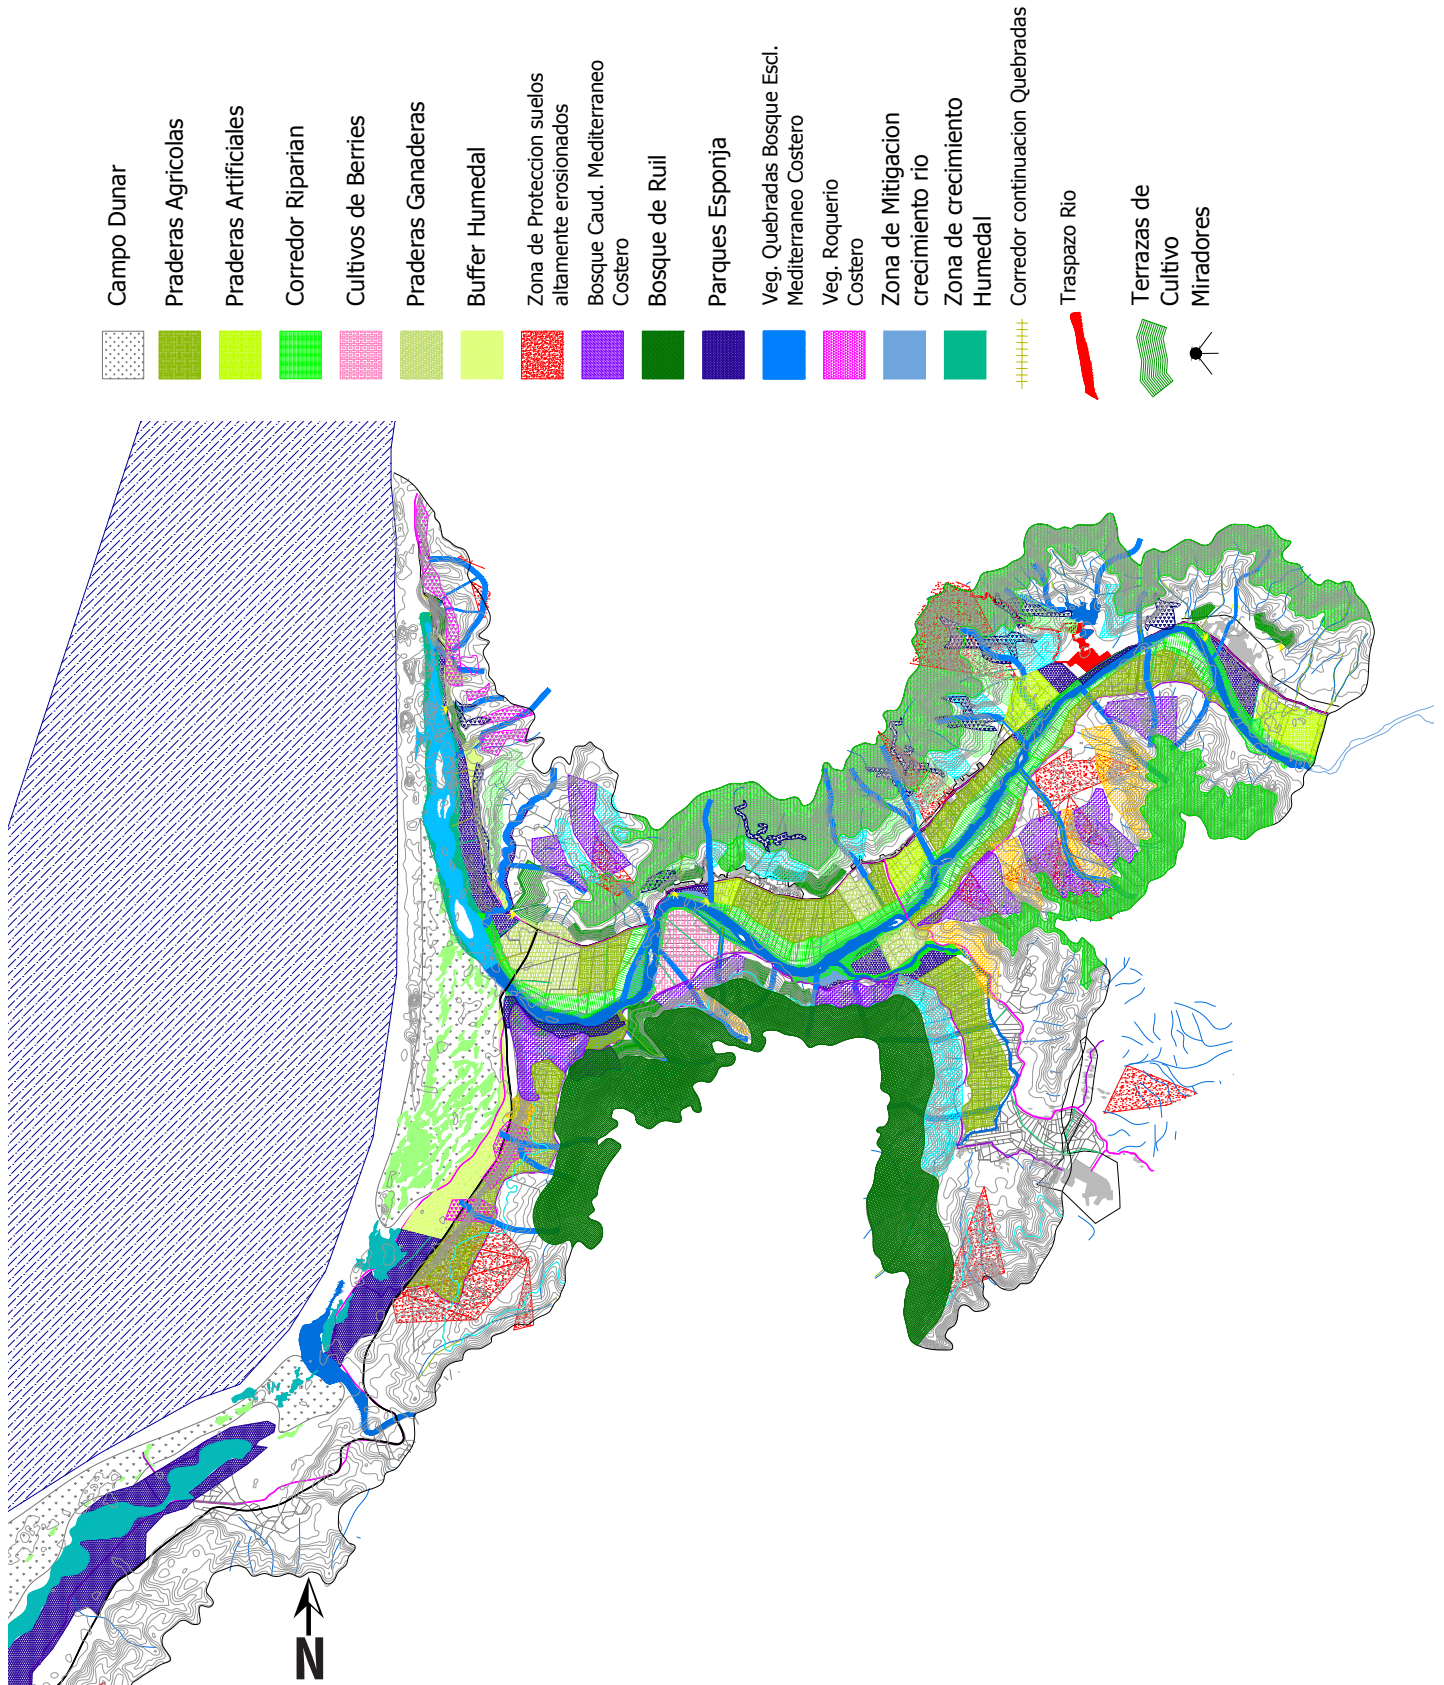 Campo Dunar
Praderas Agricolas
Praderas Artificiales
Corredor Riparian
Cultivos de Berries
Praderas Ganaderas
Buffer Humedal
Zona de Proteccion suelos
altamente erosionados
Bosque Caud. Mediterraneo
Costero
Bosque de Ruil
Parques Esponja
Veg. Quebradas Bosque Escl.
Mediterraneo Costero
Veg. Roquerio
Costero
Zona de Mitigacion
crecimiento rio
Zona de crecimiento
Humedal
Corredor continuacion Quebradas
Traspazo Rio
Terrazas de
Cultivo
Miradores
N